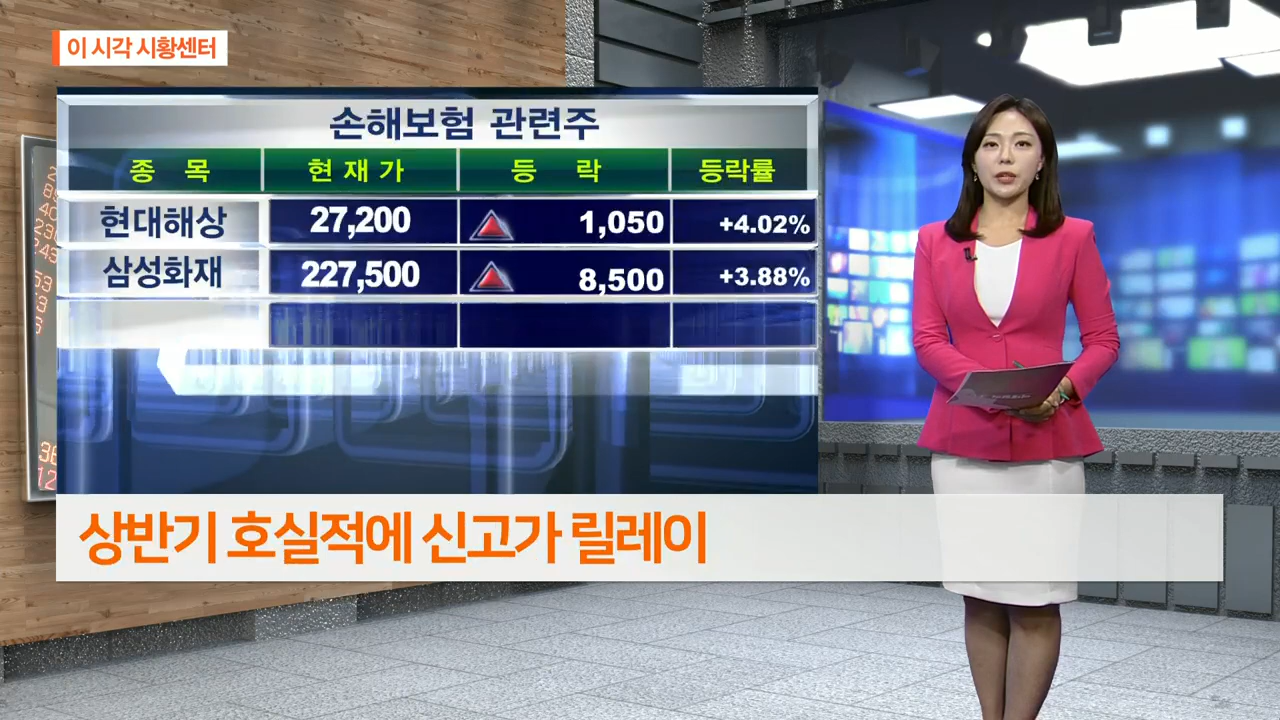 이 시각 시황센터
손해보험 관련주
종 목 현 재 가 등 락 등락률
현대해상 27,200 ▲ 1,050 +4.02%
삼성화재 227,500 ▲ 8,500 +3.88%
상반기 호실적에 신고가 릴레이